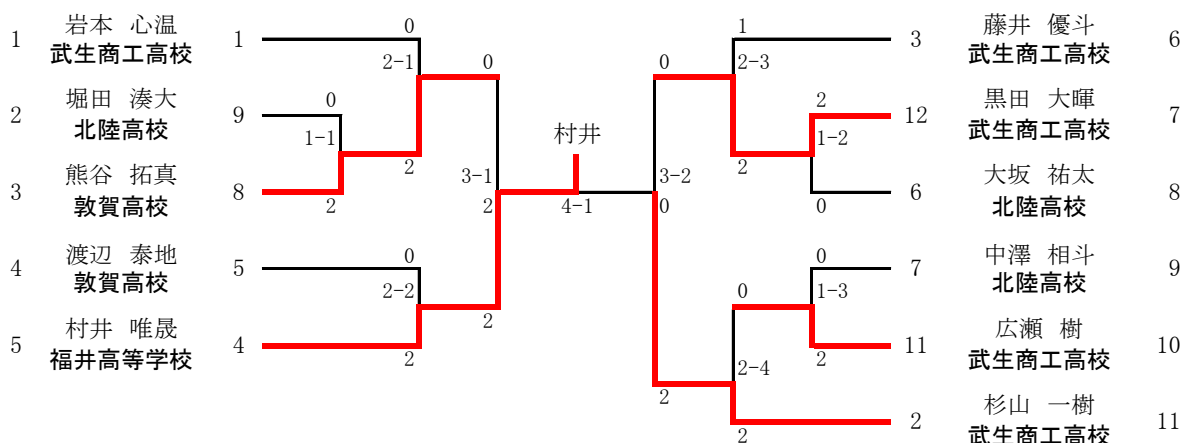 1 岩本 心温 1
武生商工高校
2 堀田 湊大 9
北陸高校
3 熊谷 拓真 8
敦賀高校
4 渡辺 泰地 5
敦賀高校
5 村井 唯晟 4
福井高等学校
0
2-1
0
0
1-1
2
2
3-1
2
0
2-2
2
2
村井
4-1
1
0
2-3
2
1-2
2
0
3-2
0
0
0
1-3
2
2-4
2
2
3 藤井 優斗 6
武生商工高校
12 黒田 大暉 7
武生商工高校
6 大坂 祐太 8
北陸高校
7 中澤 相斗 9
北陸高校
11 広瀬 樹 10
武生商工高校
2 杉山 一樹 11
武生商工高校